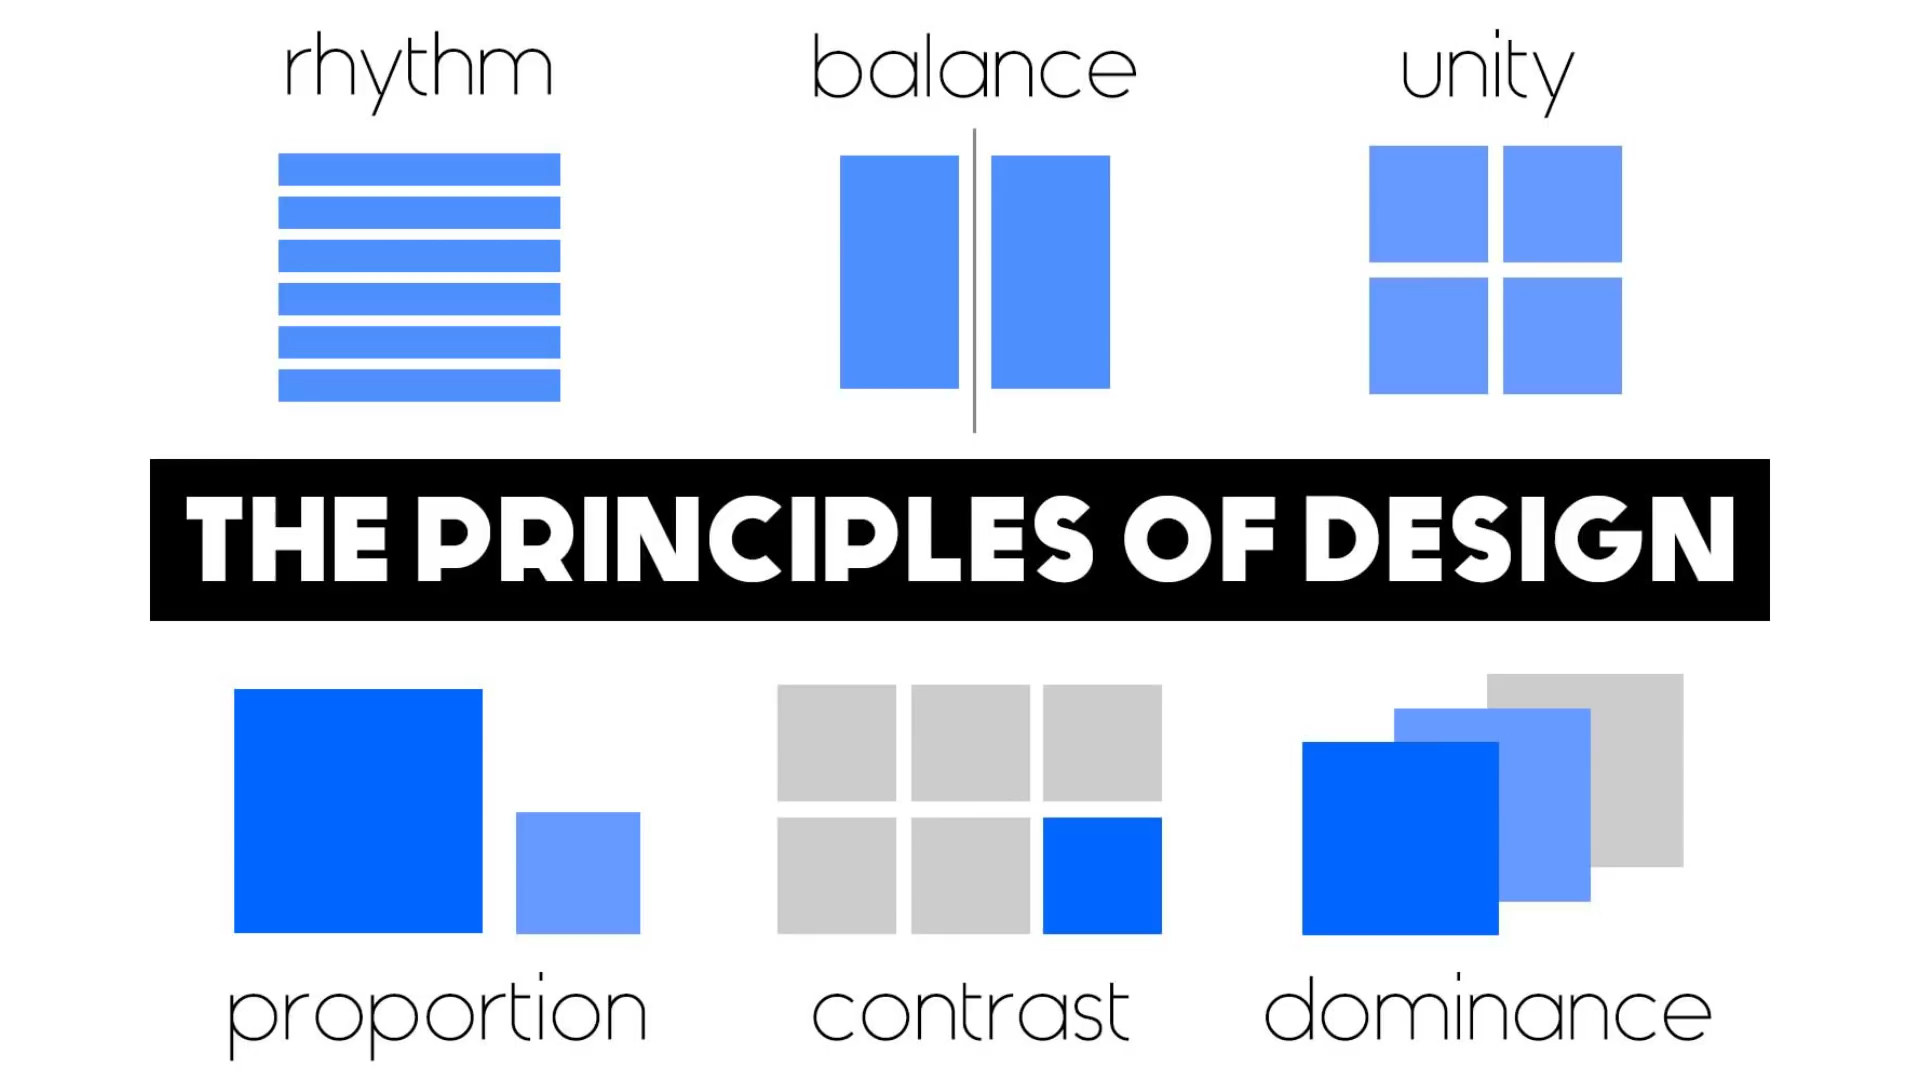 rhythm
balance
unity
THE PRINCIPLES OF DESIGN
proportion
contrast
dominance